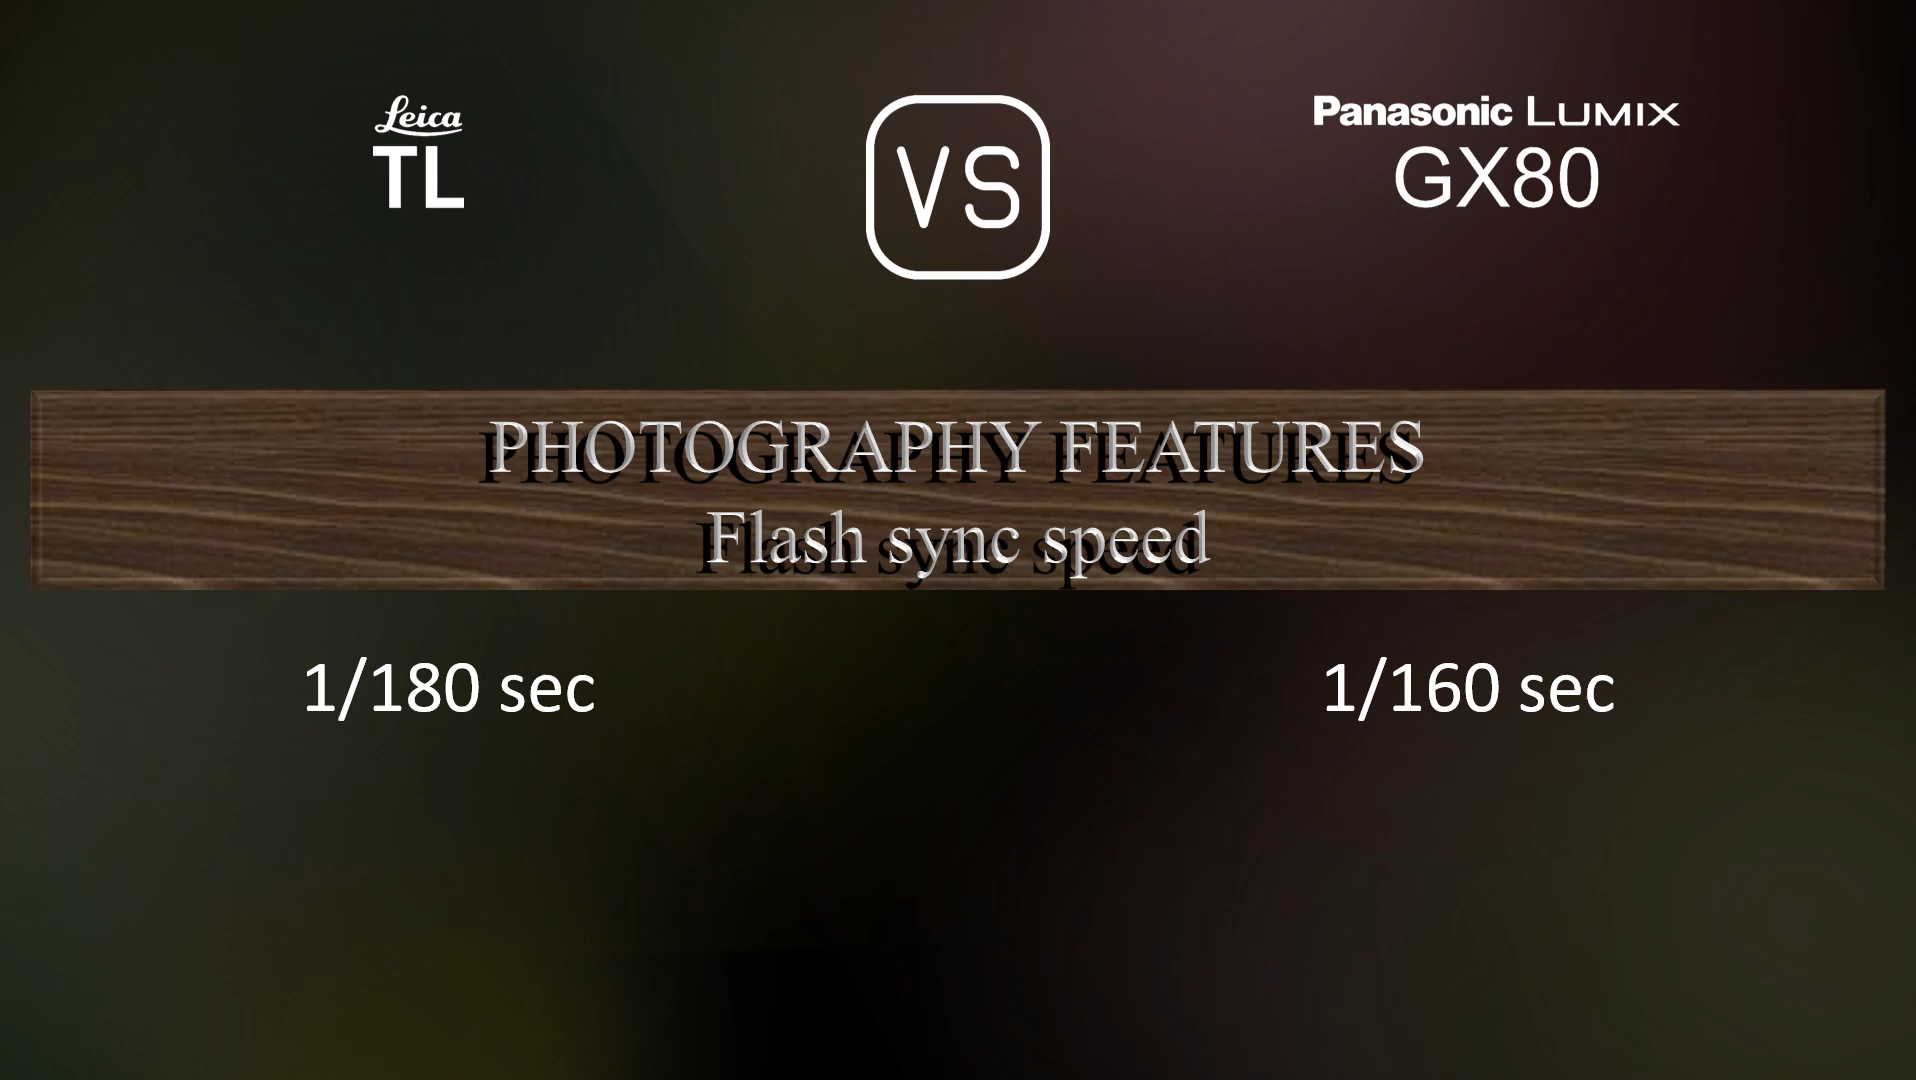 Leica
TL
VS
Panasonic LUMIX
GX80
PHOTOGRAPHY FEATURES
Flash sync speed
1/180 sec
1/160 sec